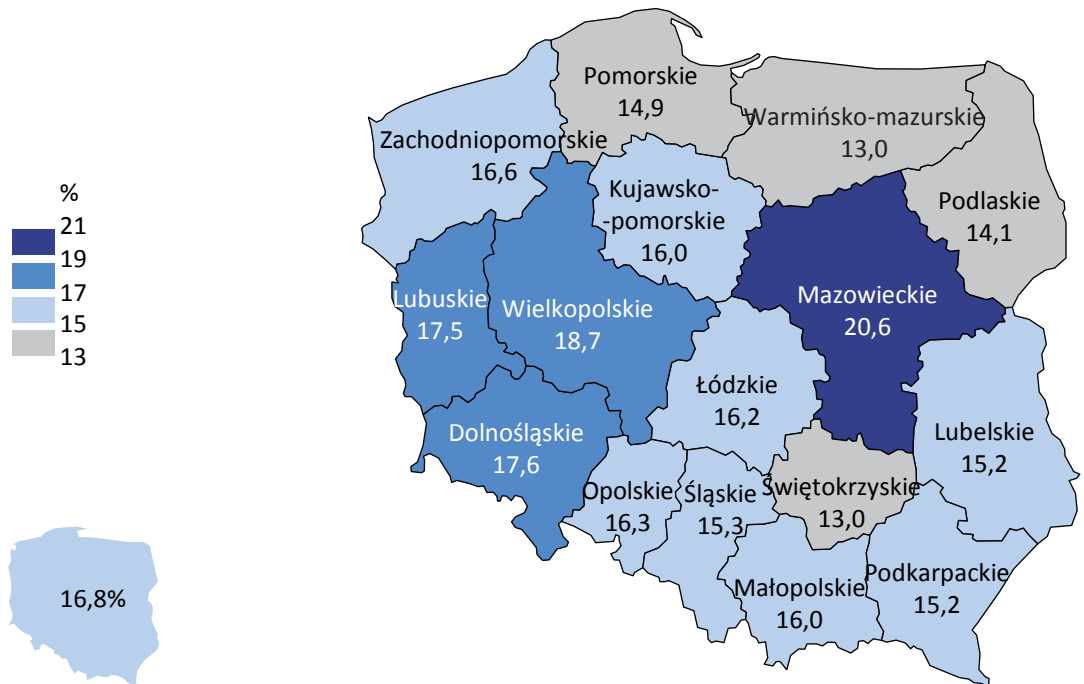 %
21
19
17
15
13
16,8%
Pomorskie
14,9
Warmińsko-mazurskie
13,0
Zachodniopomorskie
16,6
Kujawsko-
-pomorskie
16,0
Podlaskie
14,1
Lubuskie
17,5
Wielkopolskie
18,7
Mazowieckie
20,6
Łódzkie
16,2
Dolnośląskie
17,6
Lubelskie
15,2
Opolskie
16,3
Śląskie
15,3
Świętokrzyskie
13,0
Małopolskie
16,0
Podkarpackie
15,2